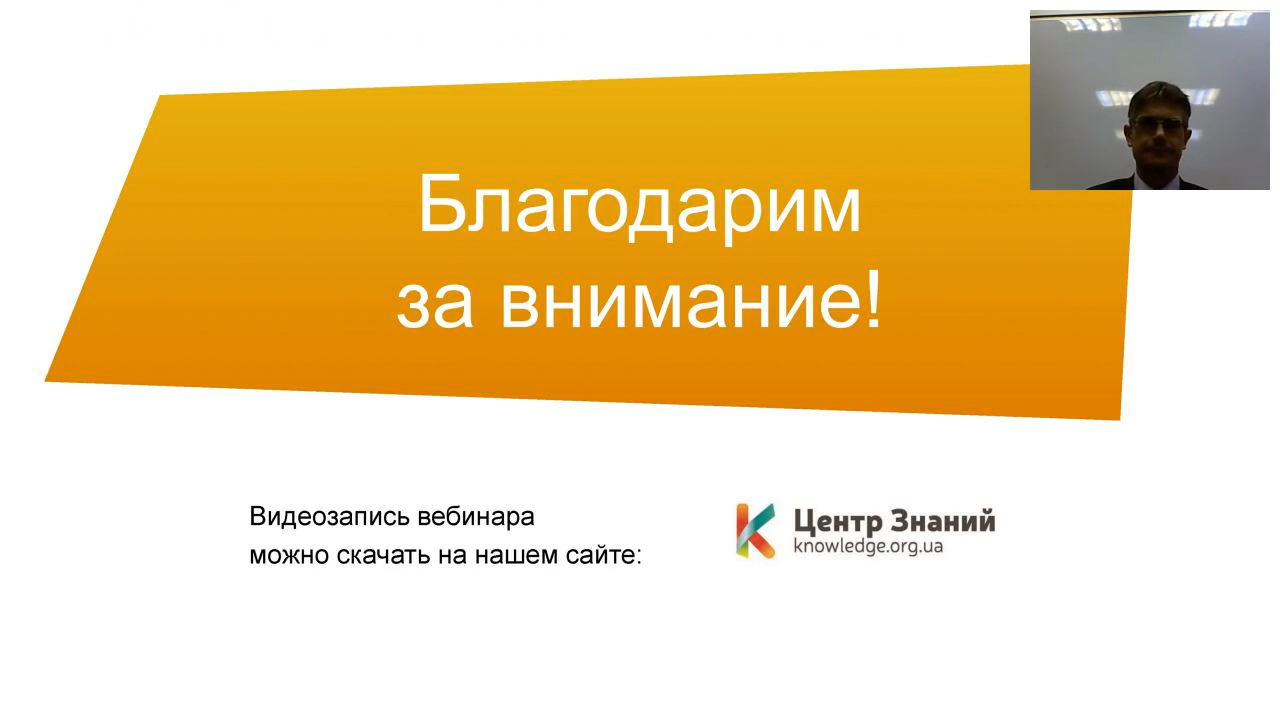 Благодарим
за внимание!
Видеозапись вебинара
можно скачать на нашем сайте:
Центр Знаний
knowledge.org.ua